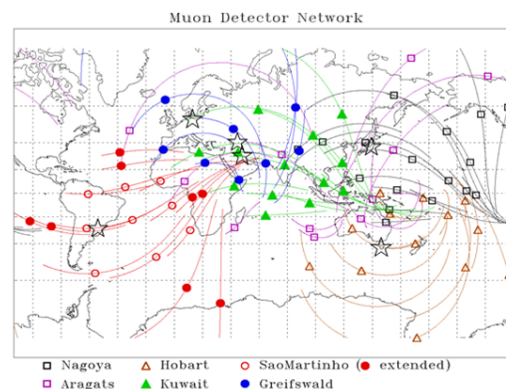 Muon Detector Network
Nagoya Hobart SaoMartinho ( extended)
Aragats Kuwait Greifswald